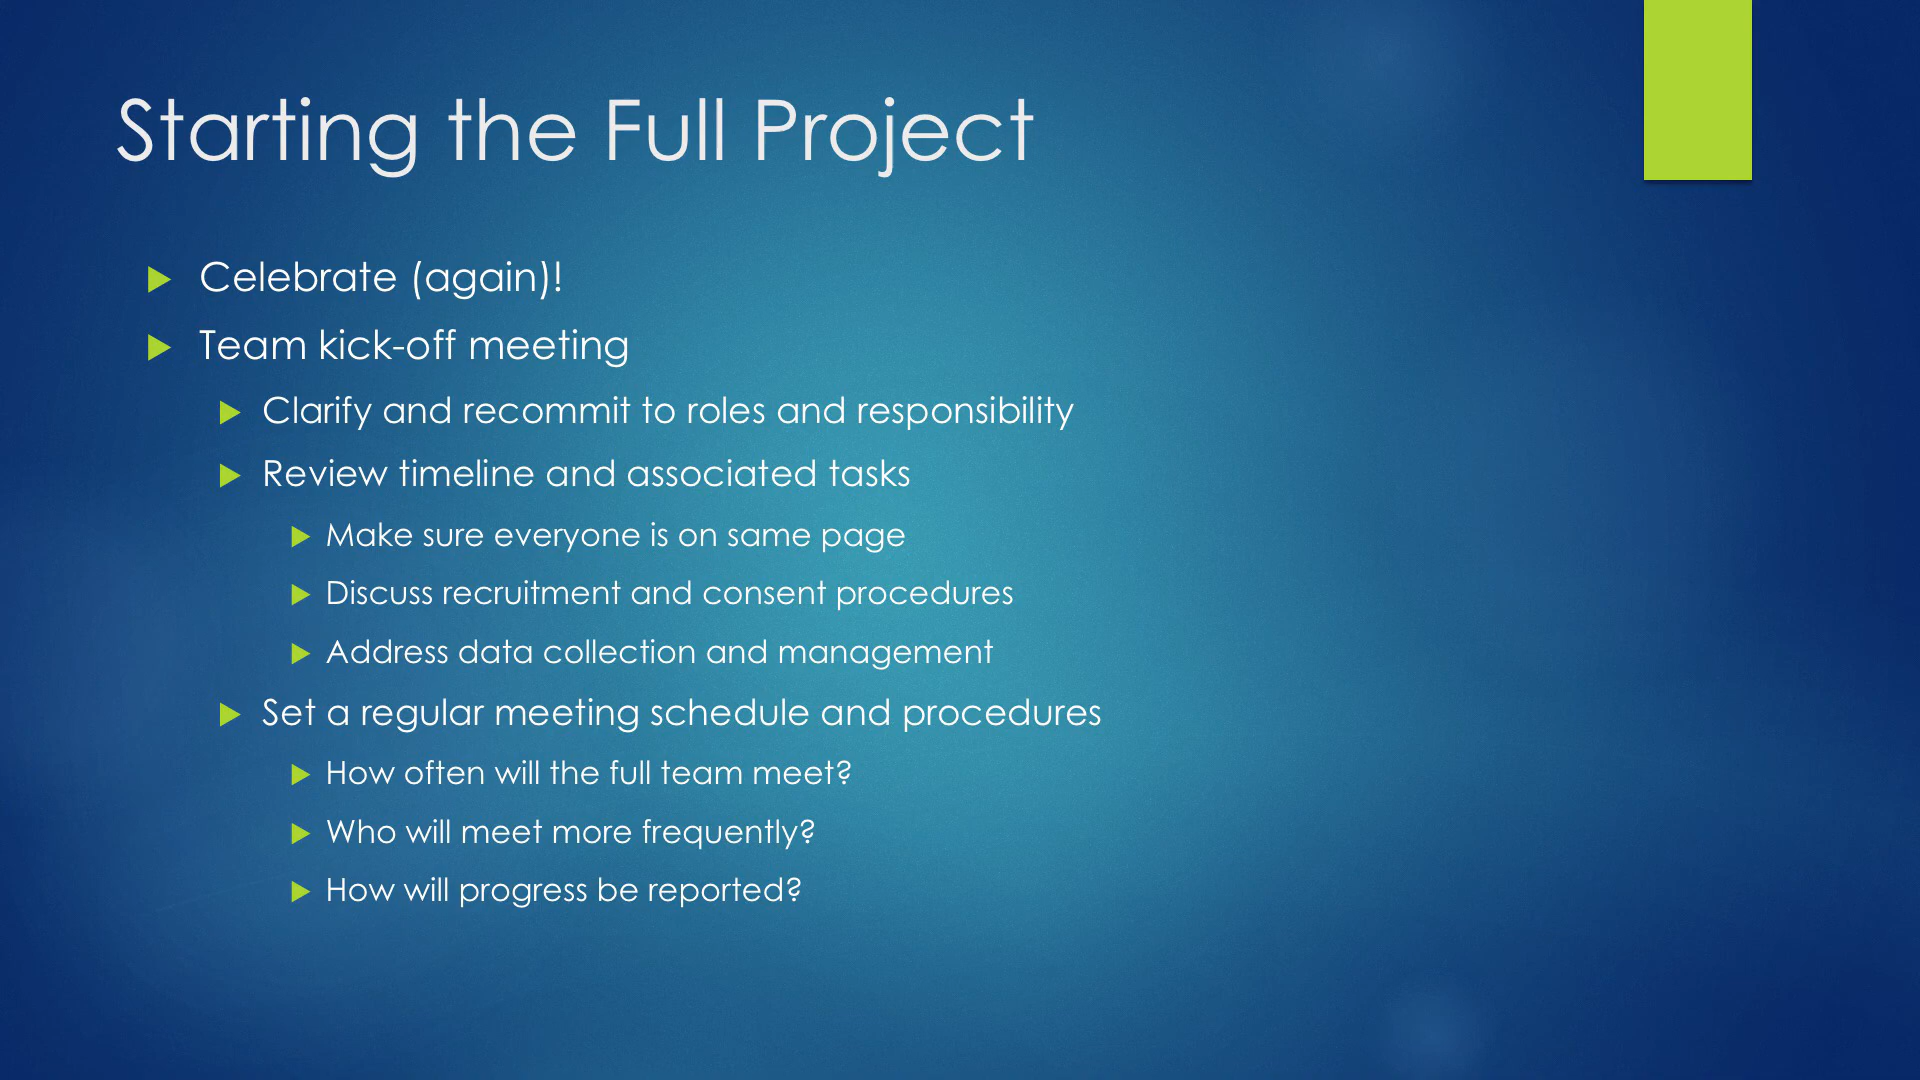 Starting the Full Project
Celebrate (again)!
Team kick-off meeting
Clarify and recommit to roles and responsibility
Review timeline and associated tasks
Make sure everyone is on same page
Discuss recruitment and consent procedures
Address data collection and management
Set a regular meeting schedule and procedures
How often will the full team meet?
Who will meet more frequently?
How will progress be reported?